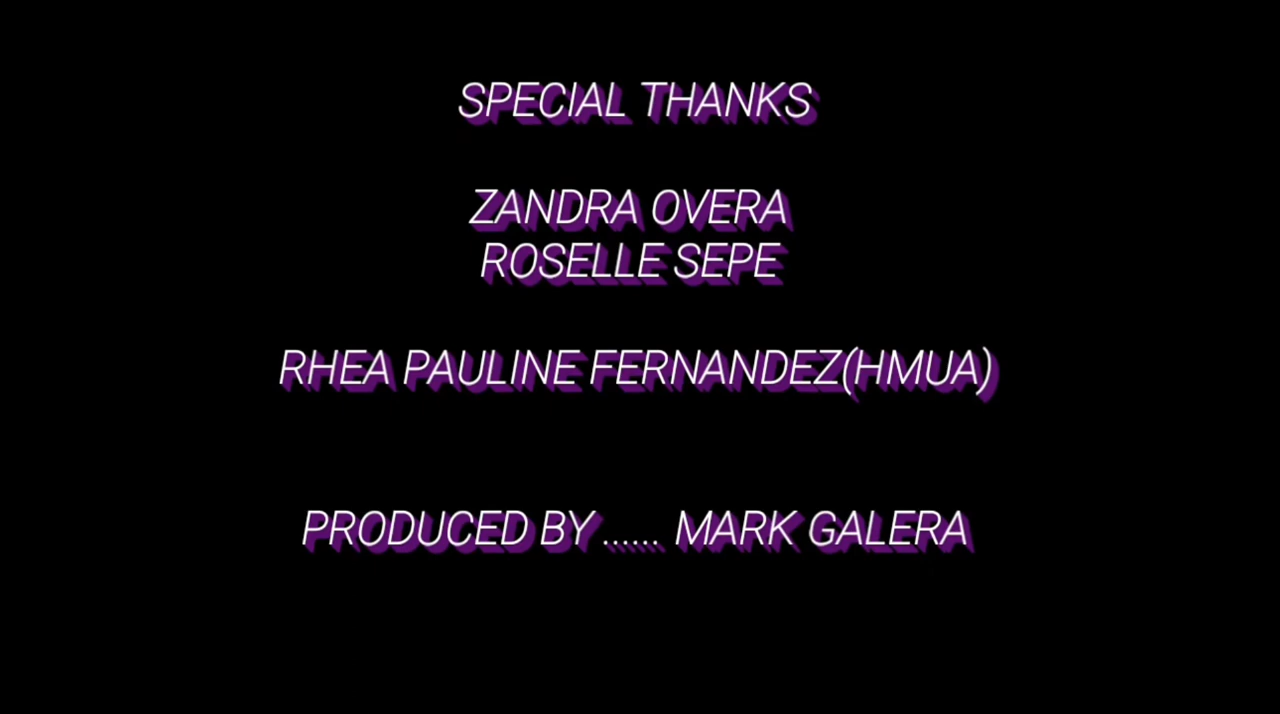 SPECIAL THANKS
ZANDRA OVERA
ROSELLE SEPE
RHEA PAULINE FERNANDEZ(HMUA)
PRODUCED BY ...... MARK GALERA